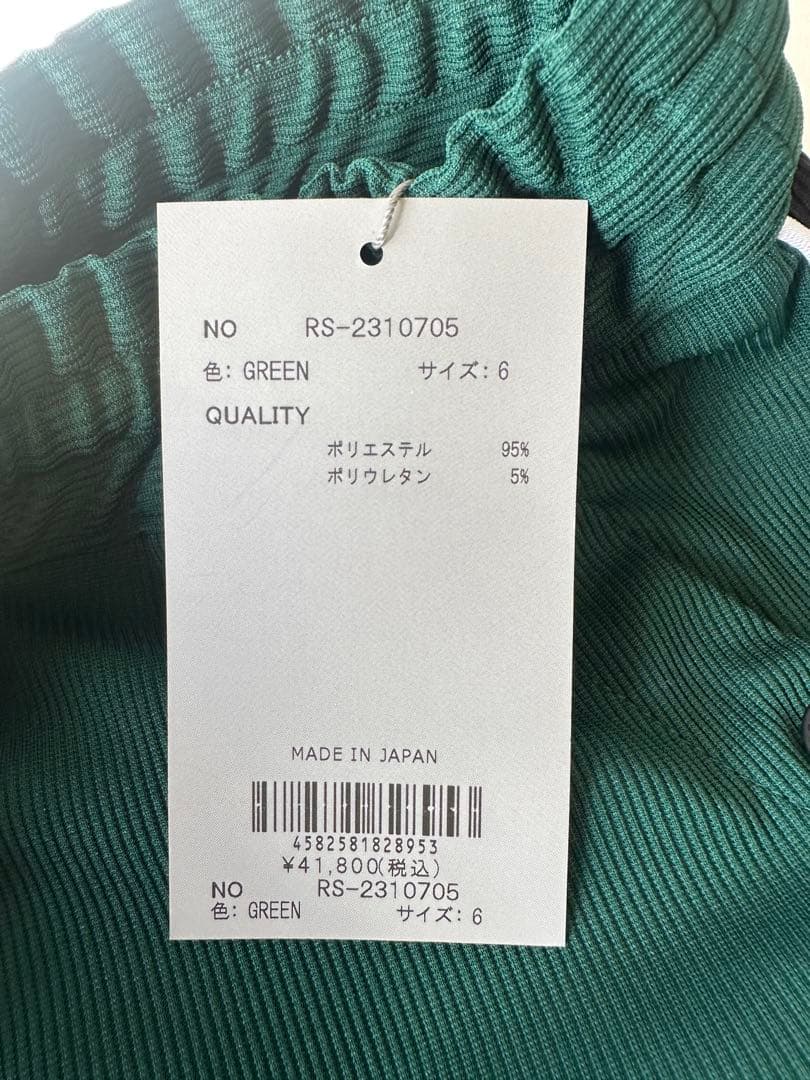 NO RS-2310705
色: GREEN サイズ: 6
QUALITY
ポリエステル 95%
ポリウレタン 5%
MADE IN JAPAN
4582581828953
¥41,800(税込)
NO RS-2310705
色: GREEN サイズ: 6